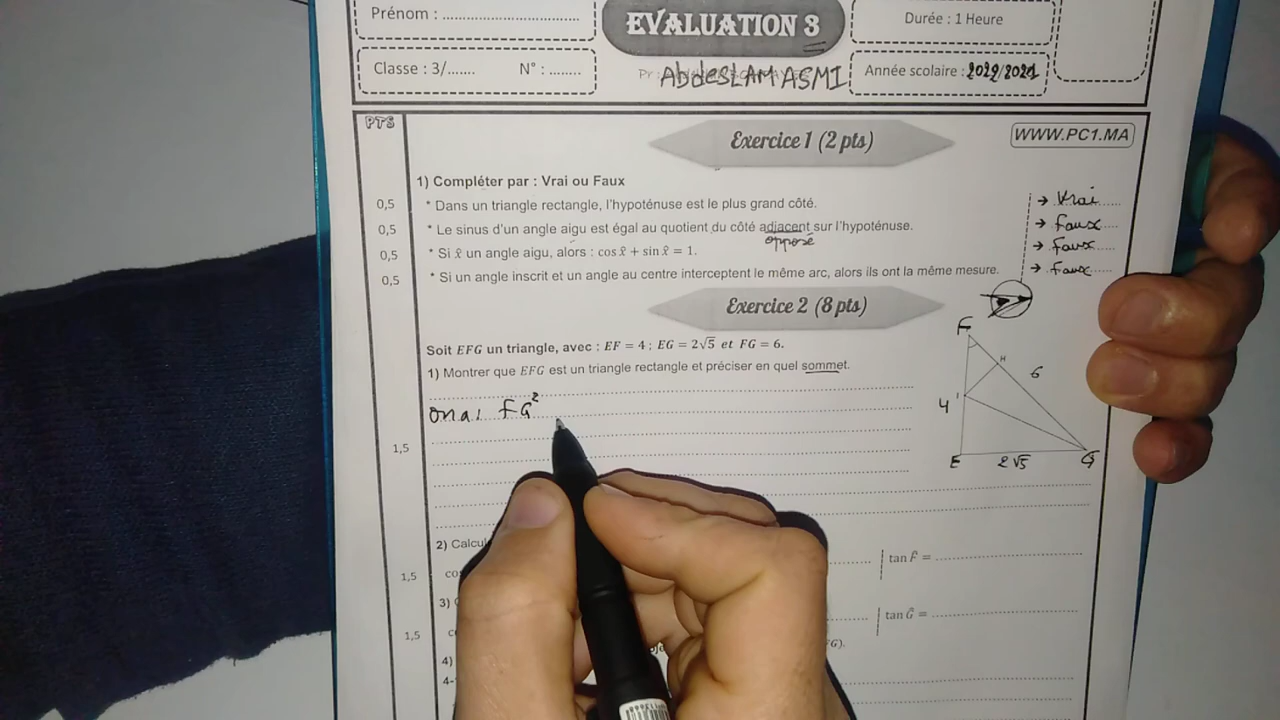 Prénom : ................................
EVALUATION 3
Durée : 1 Heure
Classe : 3/....... N° : ........
AbdesLAM ASMI
Année scolaire :
PTS
Exercice 1 (2 pts)
WWW.PC1.MA
1) Compléter par : Vrai ou Faux
0,5 * Dans un triangle rectangle, l'hypoténuse est le plus grand côté. → Vrai
0,5 * Le sinus d'un angle aigu est égal au quotient du côté adjacent sur l'hypoténuse. → Faux
opposé
0,5 * Si x̂ un angle aigu, alors : cos x̂ + sin x̂ = 1. → Faux
0,5 * Si un angle inscrit et un angle au centre interceptent le même arc, alors ils ont la même mesure. → Faux
Exercice 2 (8 pts)
Soit EFG un triangle, avec : EF = 4 ; EG = 2√5 et FG = 6.
1) Montrer que EFG est un triangle rectangle et préciser en quel sommet.
F
H
6
4
E 2√5 G
On a: FG²
1,5
2) Calcu
1,5 tan F̂ =
3)
1,5 tan Ĝ =
4)
4-